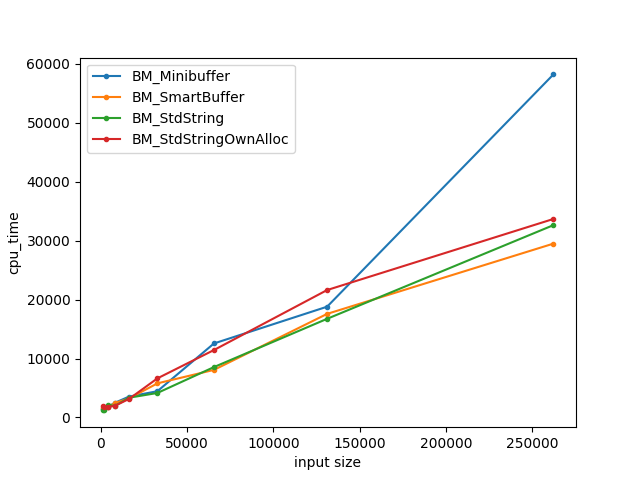 60000
50000
40000
30000
20000
10000
0
cpu_time
BM_Minibuffer
BM_SmartBuffer
BM_StdString
BM_StdStringOwnAlloc
0 50000 100000 150000 200000 250000
input size